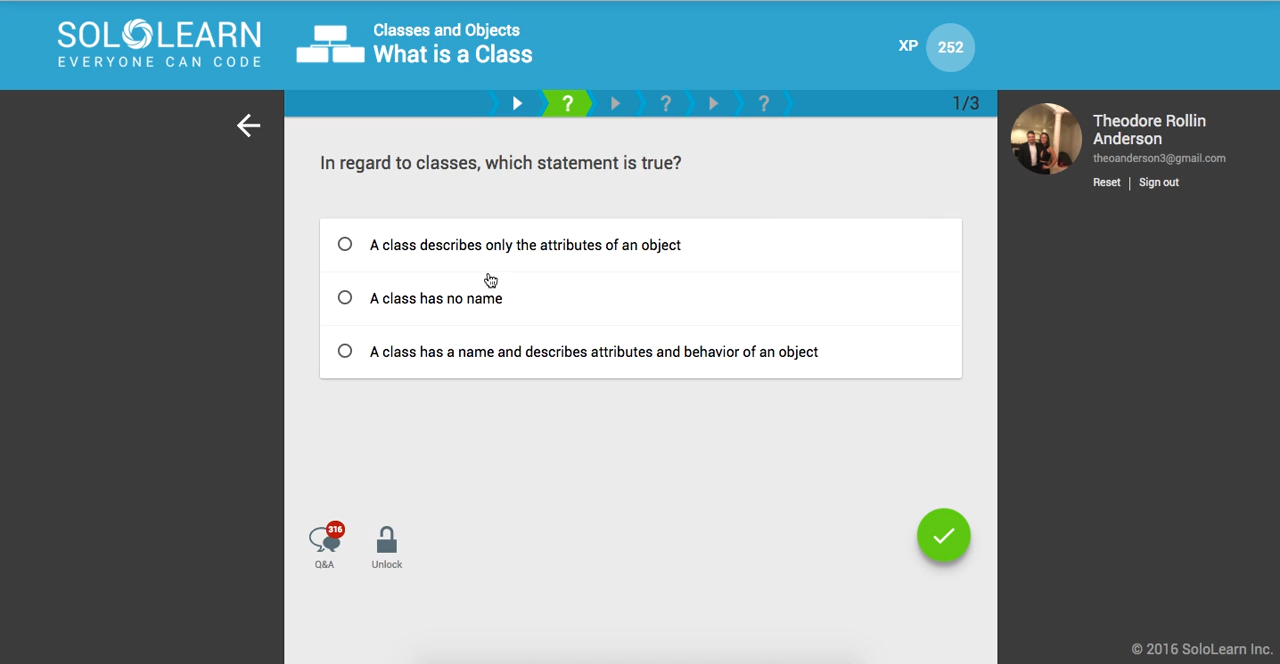 SOLOLEARN
EVERYONE CAN CODE
Classes and Objects
What is a Class
XP 252
? ? ?
1/3
Theodore Rollin
Anderson
theoanderson3@gmail.com
Reset | Sign out
In regard to classes, which statement is true?
A class describes only the attributes of an object
A class has no name
A class has a name and describes attributes and behavior of an object
316
Q&A
Unlock
© 2016 SoloLearn Inc.